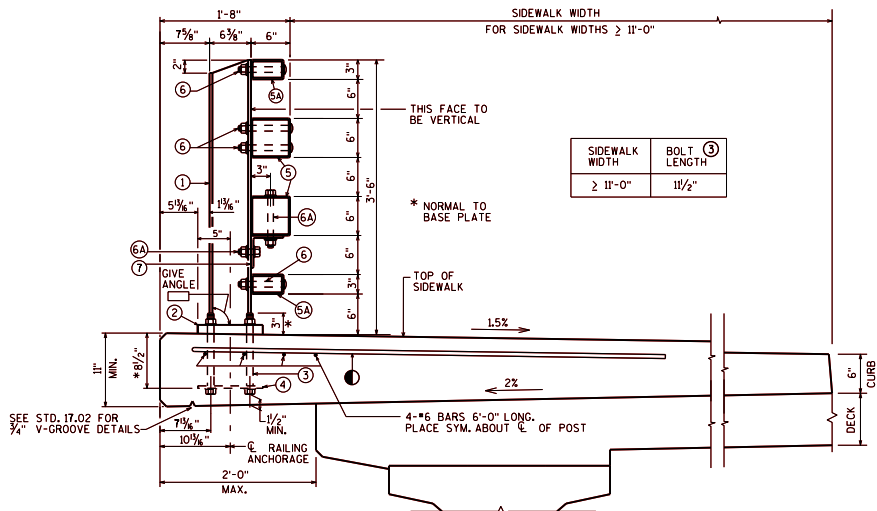 1'-8"
SIDEWALK WIDTH
FOR SIDEWALK WIDTHS ≥ 11'-0"
7⅝"
6⅜"
6"
2"
3"
6
5A
6"
THIS FACE TO
BE VERTICAL
6"
6
6"
5
3"
1
3'-6"
SIDEWALK
WIDTH
BOLT ③
LENGTH
≥ 11'-0"
11½"
5 13/16"
1 13/16"
6"
6A
* NORMAL TO
BASE PLATE
5"
6A
7
6
6"
GIVE
ANGLE
3"
5A
TOP OF
SIDEWALK
2
3"
*
6"
1.5%
11"
MIN.
*8½"
3
4
2%
6"
CURB
DECK
SEE STD. 17.02 FOR
¾" V-GROOVE DETAILS
7 13/16"
1½"
MIN.
4-#6 BARS 6'-0" LONG.
PLACE SYM. ABOUT ℄ OF POST
10 13/16"
℄ RAILING
ANCHORAGE
2'-0"
MAX.